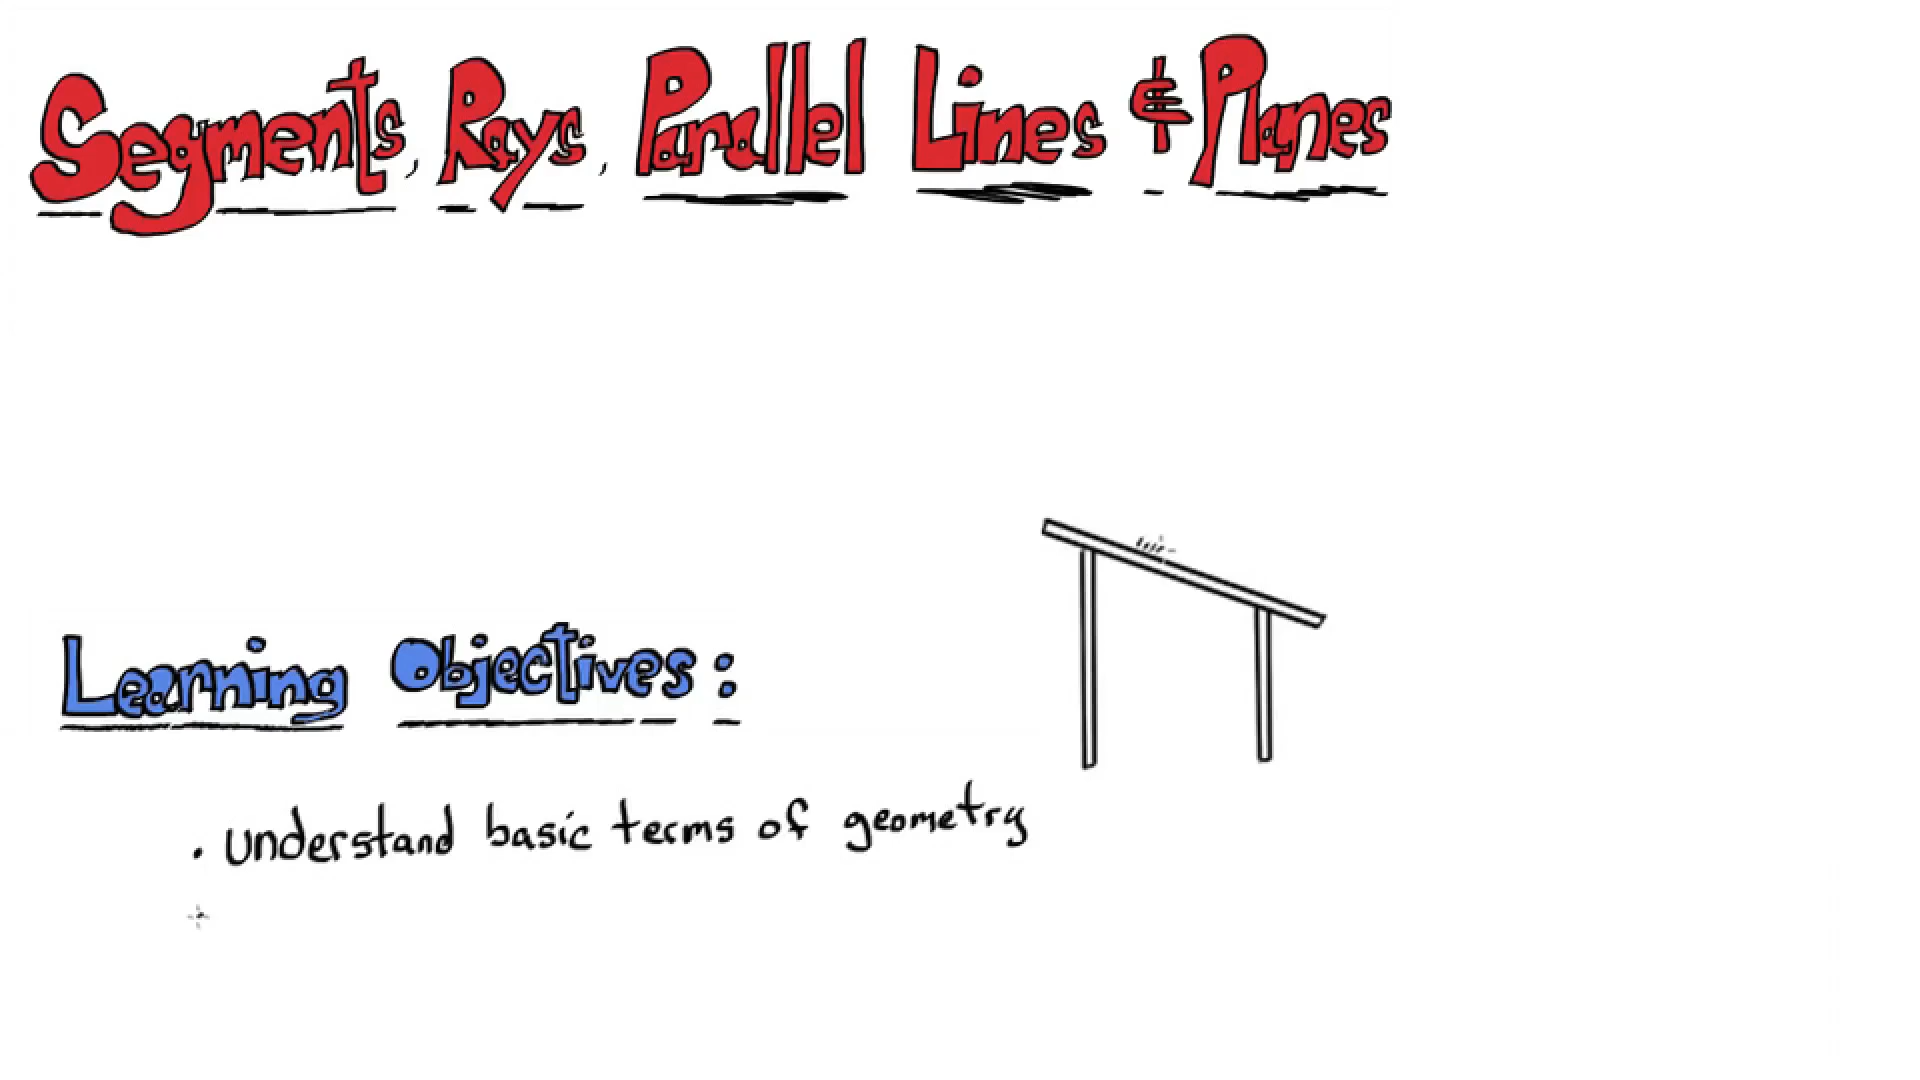 Segments, Rays, Parallel Lines & Planes
Learning Objectives:
• understand basic terms of geometry